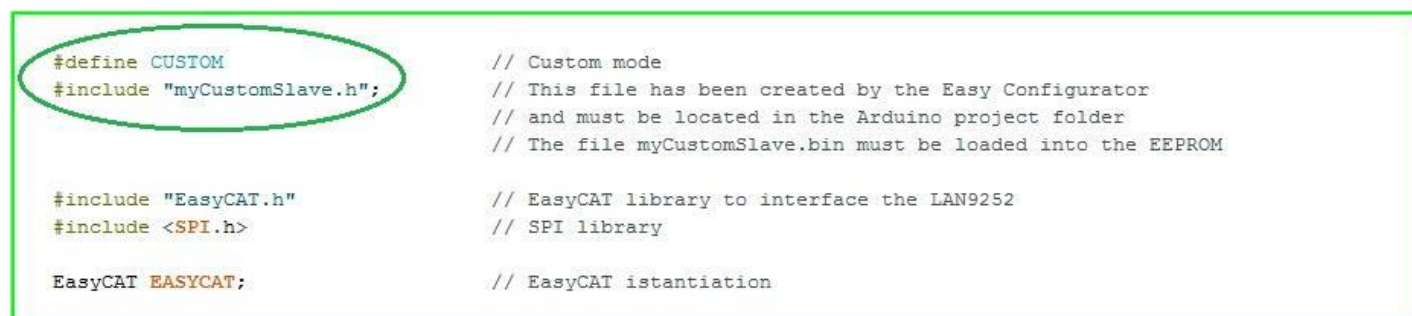 #define CUSTOM // Custom mode
#include "myCustomSlave.h"; // This file has been created by the Easy Configurator
// and must be located in the Arduino project folder
// The file myCustomSlave.bin must be loaded into the EEPROM
#include "EasyCAT.h" // EasyCAT library to interface the LAN9252
#include <SPI.h> // SPI library
EasyCAT EASYCAT; // EasyCAT istantiation